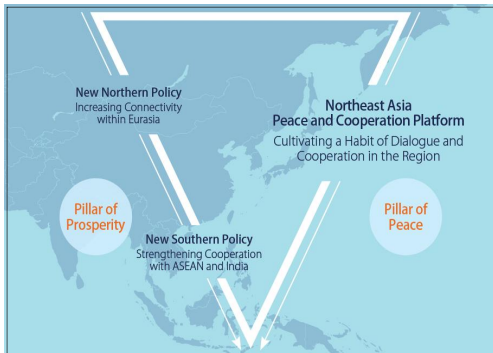 New Northern Policy
Increasing Connectivity
within Eurasia
Northeast Asia
Peace and Cooperation Platform
Cultivating a Habit of Dialogue and
Cooperation in the Region
Pillar of
Prosperity
Pillar of
Peace
New Southern Policy
Strengthening Cooperation
with ASEAN and India